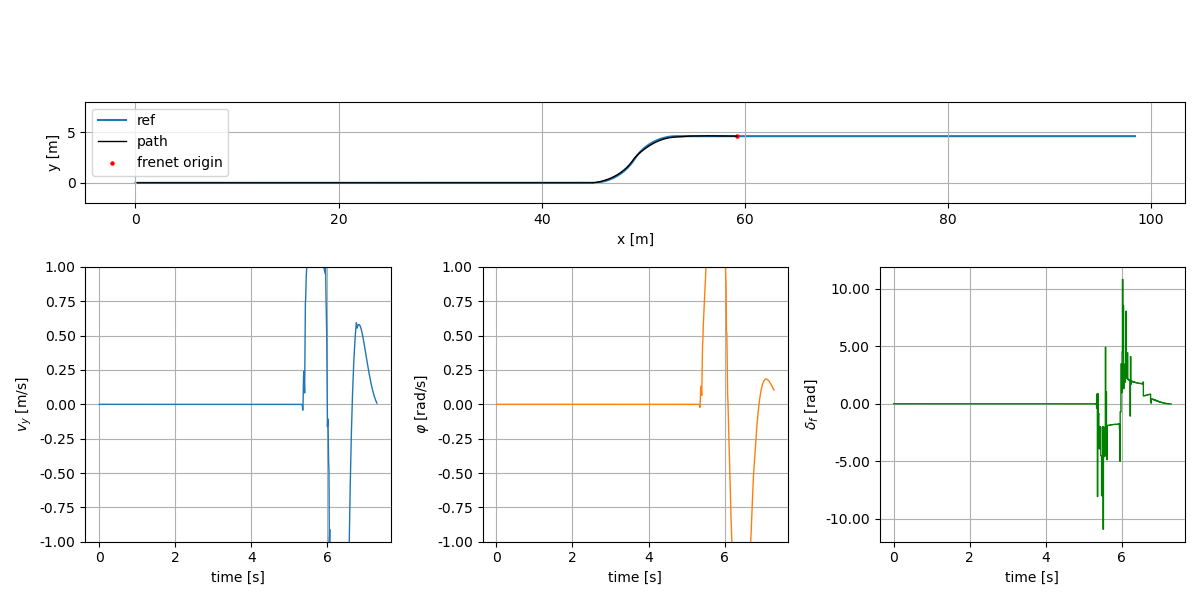 ref
path
frenet origin
y [m]
5
0
0 20 40 60 80 100
x [m]
1.00
0.75
0.50
0.25
0.00
-0.25
-0.50
-0.75
-1.00
v_y [m/s]
0 2 4 6
time [s]
1.00
0.75
0.50
0.25
0.00
-0.25
-0.50
-0.75
-1.00
φ [rad/s]
0 2 4 6
time [s]
10.00
5.00
0.00
-5.00
-10.00
δ_f [rad]
0 2 4 6
time [s]